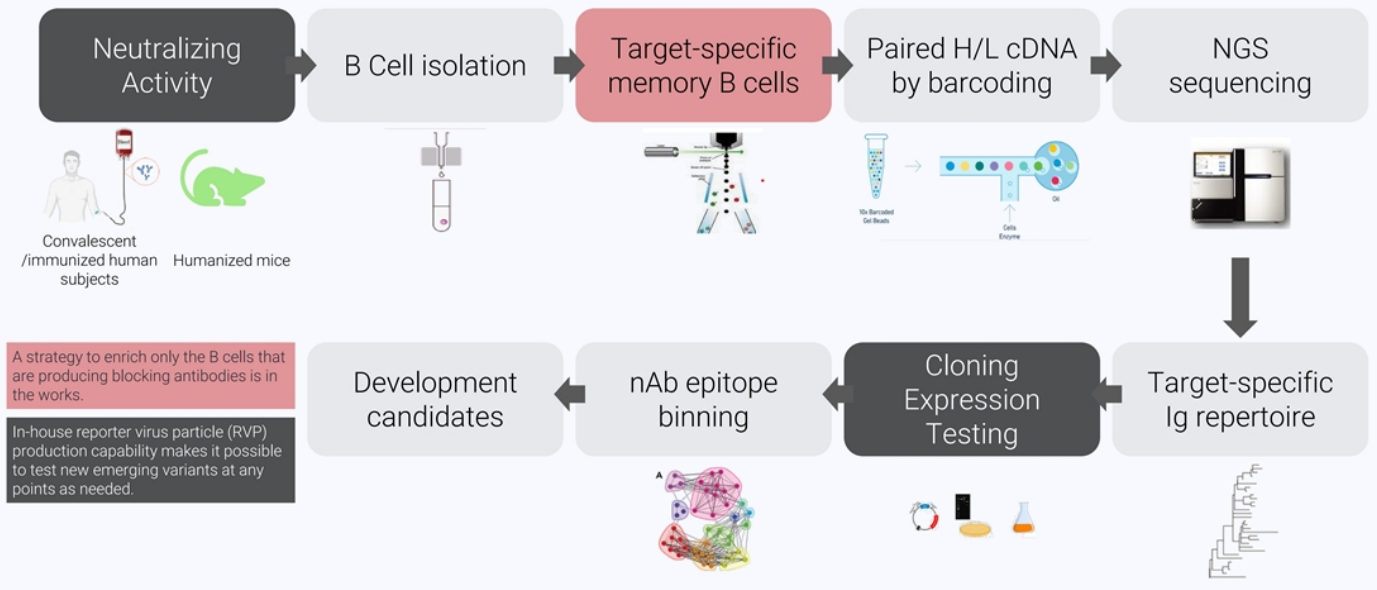 Neutralizing
Activity
B Cell isolation
Target-specific
memory B cells
Paired H/L cDNA
by barcoding
NGS
sequencing
Convalescent
/immunized human
subjects
Humanized mice
10x Barcoded
Gel Beads
Cells
Enzyme
Oil
A strategy to enrich only the B cells that
are producing blocking antibodies is in
the works.
In-house reporter virus particle (RVP)
production capability makes it possible
to test new emerging variants at any
points as needed.
Development
candidates
nAb epitope
binning
Cloning
Expression
Testing
Target-specific
Ig repertoire
A